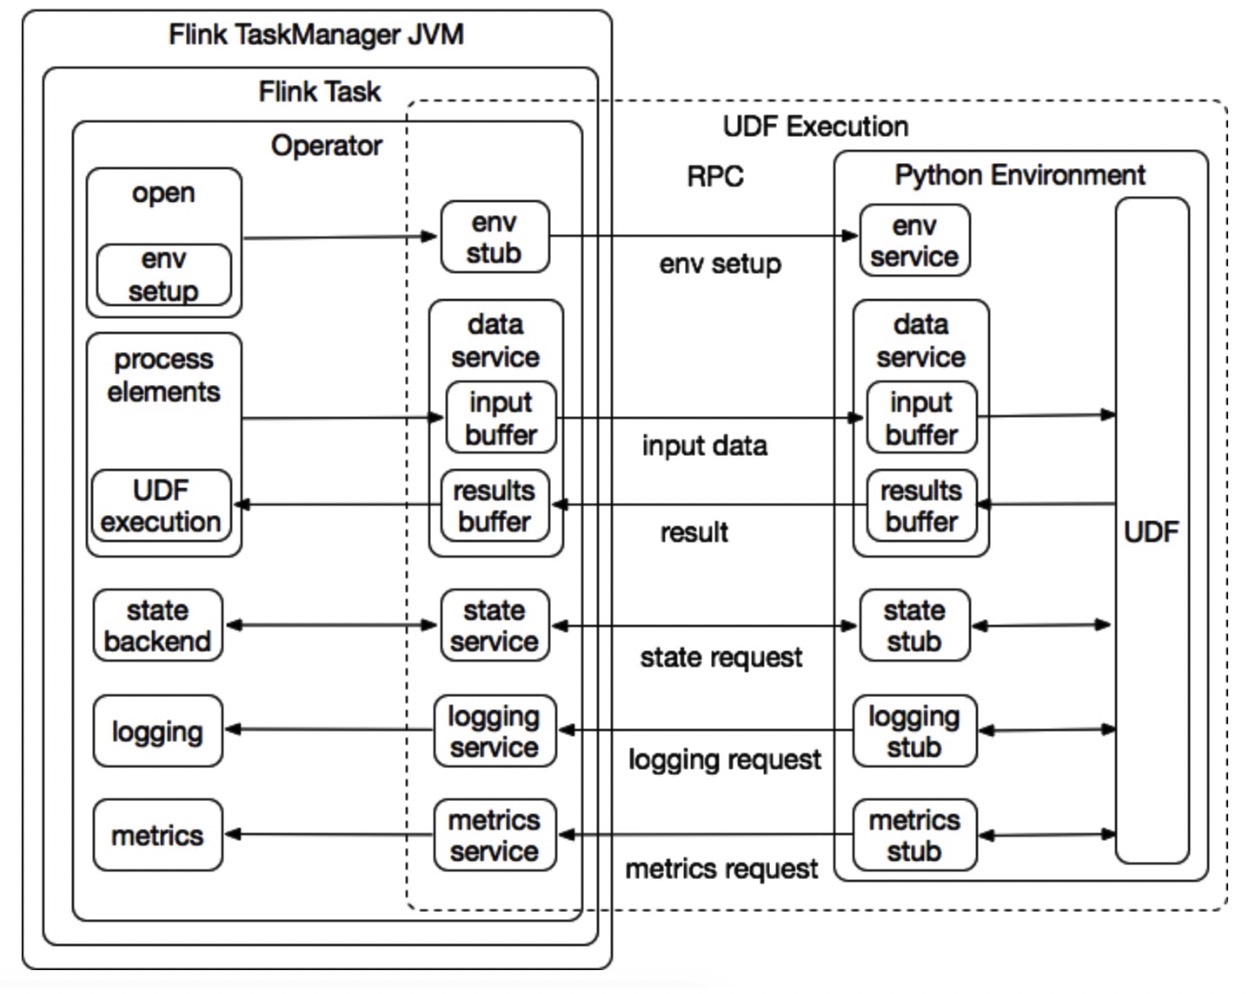 Flink TaskManager JVM
Flink Task
UDF Execution
Operator
RPC
Python Environment
open
env
setup
env
stub
env setup
env
service
process
elements
data
service
input
buffer
input data
data
service
input
buffer
UDF
execution
results
buffer
result
results
buffer
UDF
state
backend
state
service
state request
state
stub
logging
logging
service
logging request
logging
stub
metrics
metrics
service
metrics request
metrics
stub